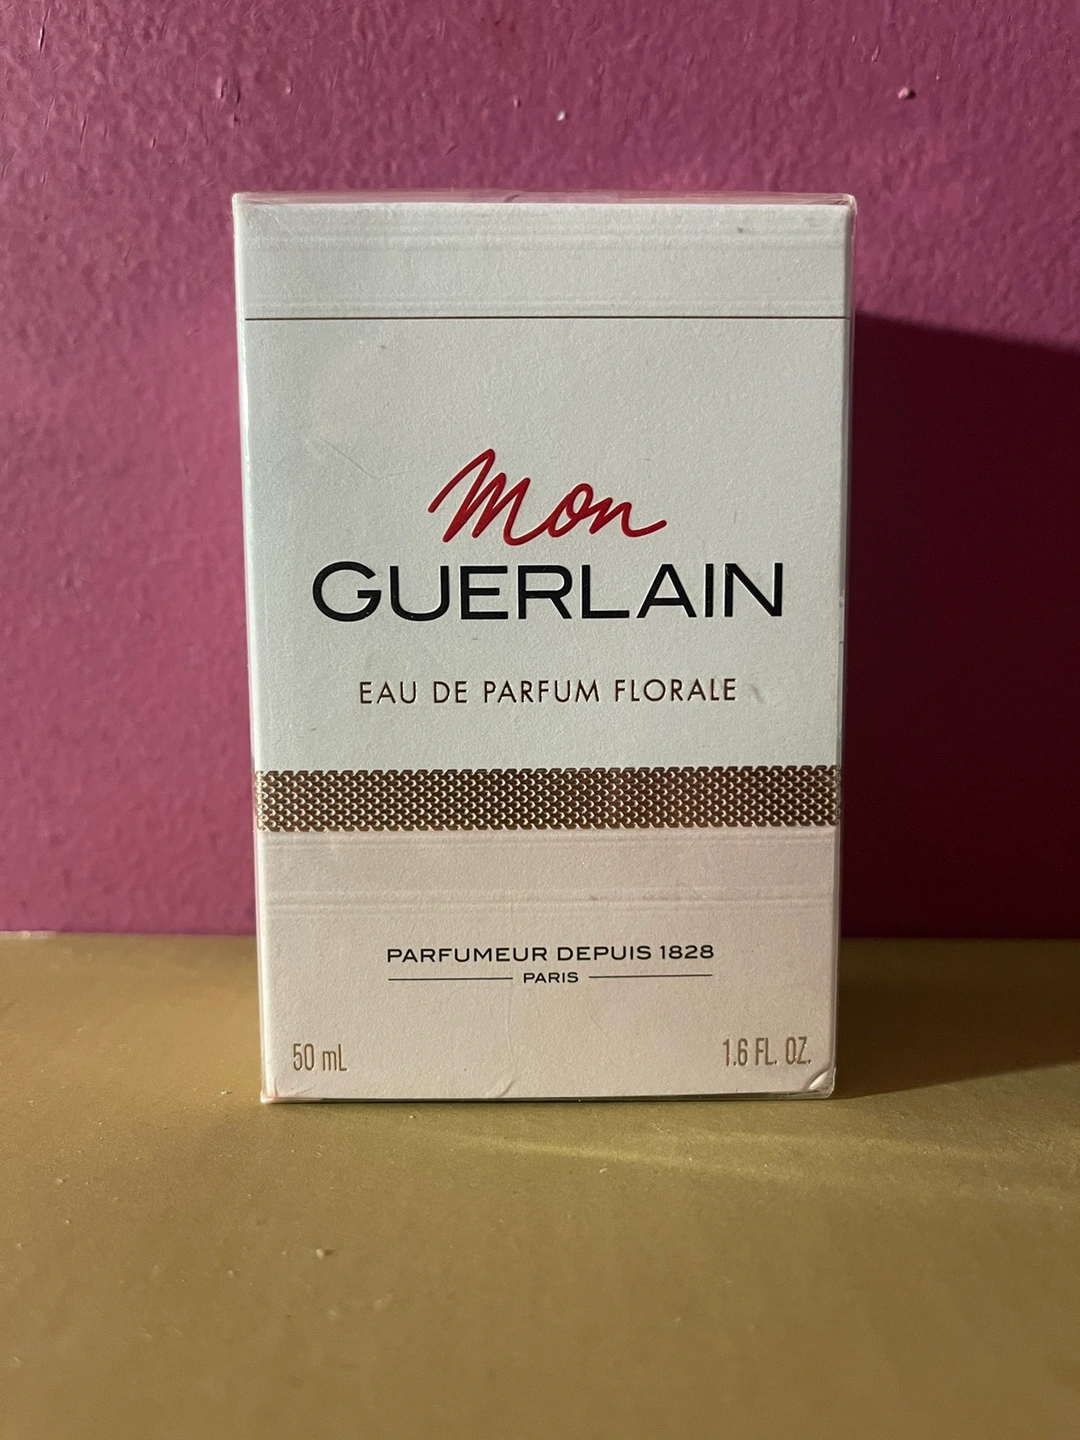 Mon
GUERLAIN
EAU DE PARFUM FLORALE
PARFUMEUR DEPUIS 1828
PARIS
50 mL 1.6 FL. OZ.